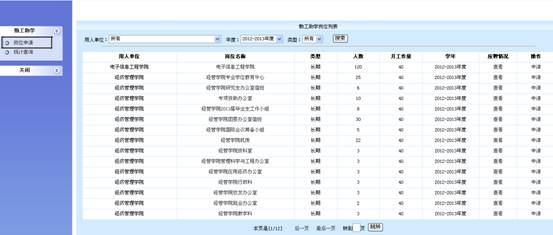 勤工助学
岗位申请
统计查询
关闭
勤工助学岗位列表
用人单位：所有 年度：2012-2013年度 类型：所有 搜索
用人单位 岗位名称 类型 人数 月工作量 学年 应聘情况 操作
电子信息工程学院 电子信息工程学院 长期 120 40 2012-2013年度 查看 申请
经济管理学院 经管学院专业学位教育中心 长期 25 40 2012-2013年度 查看 申请
经济管理学院 经管学院研究生办公室值班 长期 6 40 2012-2013年度 查看 申请
经济管理学院 专项资助办公室 长期 10 40 2012-2013年度 查看 申请
经济管理学院 经管学院2013届毕业生工作小组 长期 8 40 2012-2013年度 查看 申请
经济管理学院 经管学院团委办公室值班 长期 30 40 2012-2013年度 查看 申请
经济管理学院 经管学院国际会议筹备小组 长期 5 40 2012-2013年度 查看 申请
经济管理学院 经管学院机房 长期 22 40 2012-2013年度 查看 申请
经济管理学院 经管学院资料室 长期 3 40 2012-2013年度 查看 申请
经济管理学院 经管学院管理科学与工程办公室 长期 3 40 2012-2013年度 查看 申请
经济管理学院 经管学院应用经济办公室 长期 3 40 2012-2013年度 查看 申请
经济管理学院 经管学院行政科 长期 3 40 2012-2013年度 查看 申请
经济管理学院 经管学院党总办公室 长期 3 40 2012-2013年度 查看 申请
经济管理学院 经管学院就业办公室 长期 2 40 2012-2013年度 查看 申请
经济管理学院 经管学院教学科 长期 3 40 2012-2013年度 查看 申请
本页是[1/12] 后一页 最后一页 转到 页 跳转